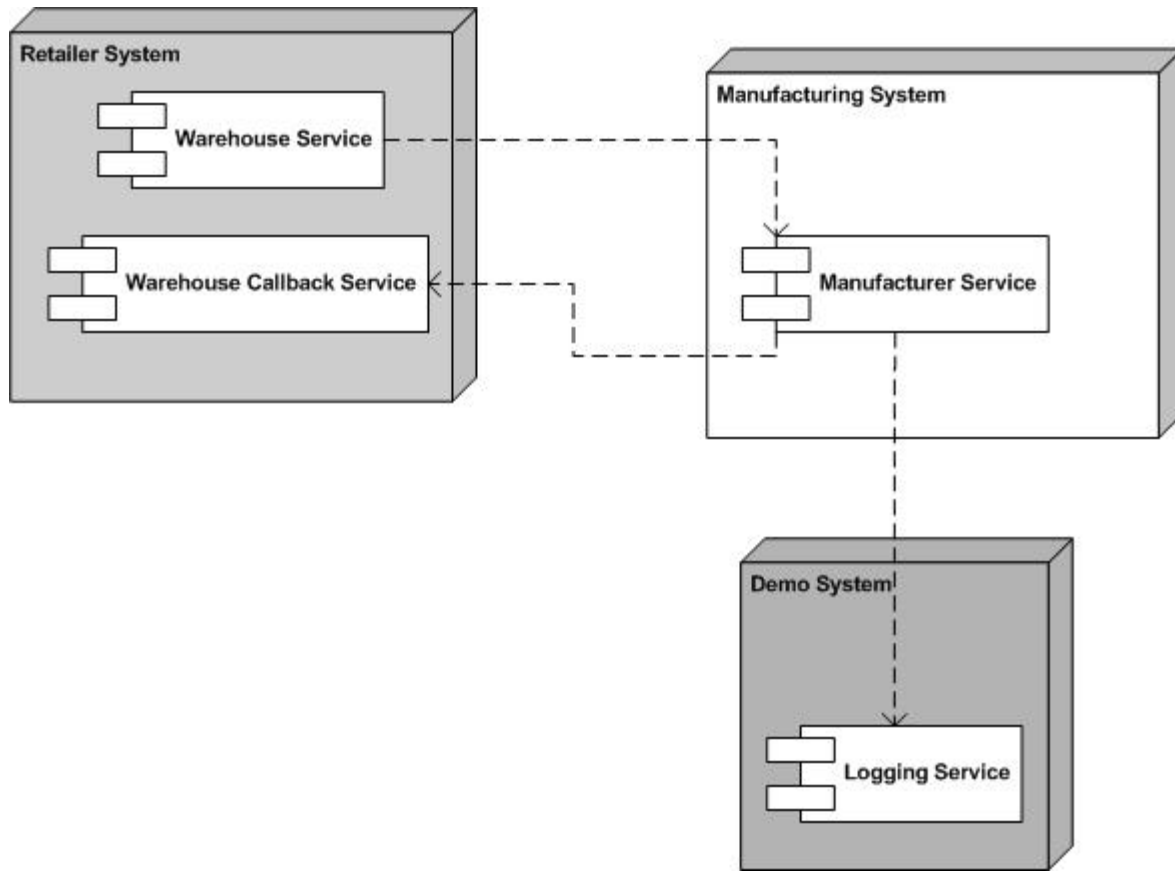 Retailer System
Warehouse Service
Warehouse Callback Service
Manufacturing System
Manufacturer Service
Demo System
Logging Service